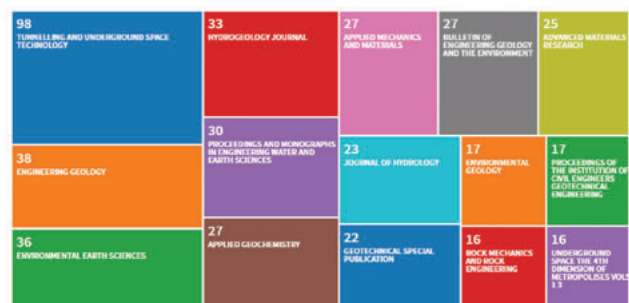 98
TUNNELLING AND UNDERGROUND SPACE
TECHNOLOGY
38
ENGINEERING GEOLOGY
36
ENVIRONMENTAL EARTH SCIENCES
33
HYDROGEOLOGY JOURNAL
30
PROCEEDINGS AND MONOGRAPHS
IN ENGINEERING WATER AND
EARTH SCIENCES
27
APPLIED GEOCHEMISTRY
27
APPLIED MECHANICS
AND MATERIALS
27
BULLETIN OF
ENGINEERING GEOLOGY
AND THE ENVIRONMENT
25
ADVANCED MATERIALS
RESEARCH
23
JOURNAL OF HYDROLOGY
22
GEOTECHNICAL SPECIAL
PUBLICATION
17
ENVIRONMENTAL
GEOLOGY
17
PROCEEDINGS OF
THE INSTITUTION OF
CIVIL ENGINEERS
GEOTECHNICAL
ENGINEERING
16
ROCK MECHANICS
AND ROCK
ENGINEERING
16
UNDERGROUND
SPACE THE 4TH
DIMENSION OF
METROPOLISES VOLS
1 3